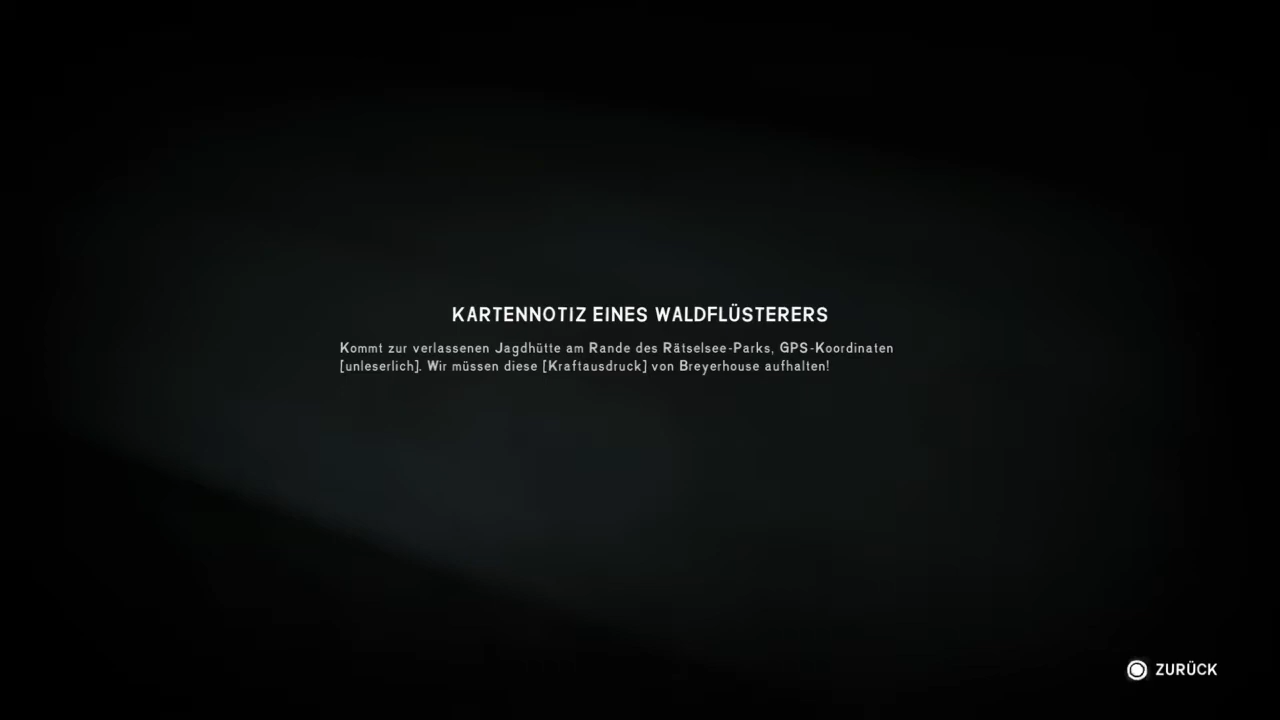 KARTENNOTIZ EINES WALDFLÜSTERERS
Kommt zur verlassenen Jagdhütte am Rande des Rätselsee-Parks, GPS-Koordinaten
[unleserlich]. Wir müssen diese [Kraftausdruck] von Breyerhouse aufhalten!
ZURÜCK